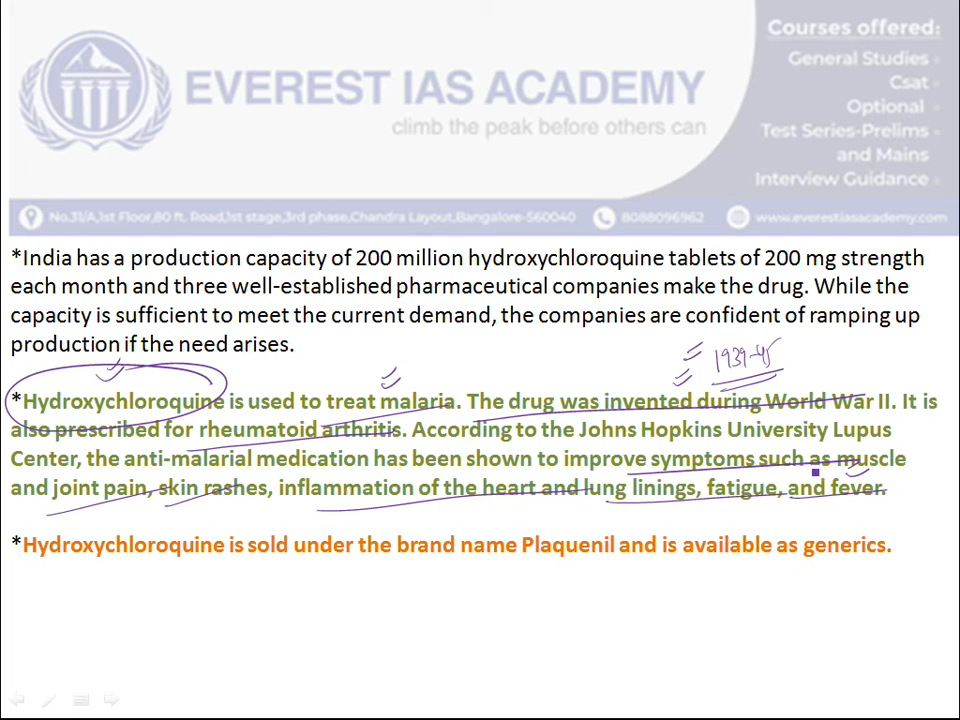 Courses offered:
General Studies
Csat
EVEREST IAS ACADEMY
Optional
climb the peak before others can
Test Series-Prelims
and Mains
Interview Guidance
No.31/A,1st Floor,80 ft. Road,1st stage,3rd phase,Chandra Layout,Bangalore-560040 8088096962 www.everestiasacademy.com
*India has a production capacity of 200 million hydroxychloroquine tablets of 200 mg strength
each month and three well-established pharmaceutical companies make the drug. While the
capacity is sufficient to meet the current demand, the companies are confident of ramping up
production if the need arises.
1939-45
*Hydroxychloroquine is used to treat malaria. The drug was invented during World War II. It is
also prescribed for rheumatoid arthritis. According to the Johns Hopkins University Lupus
Center, the anti-malarial medication has been shown to improve symptoms such as muscle
and joint pain, skin rashes, inflammation of the heart and lung linings, fatigue, and fever.
*Hydroxychloroquine is sold under the brand name Plaquenil and is available as generics.